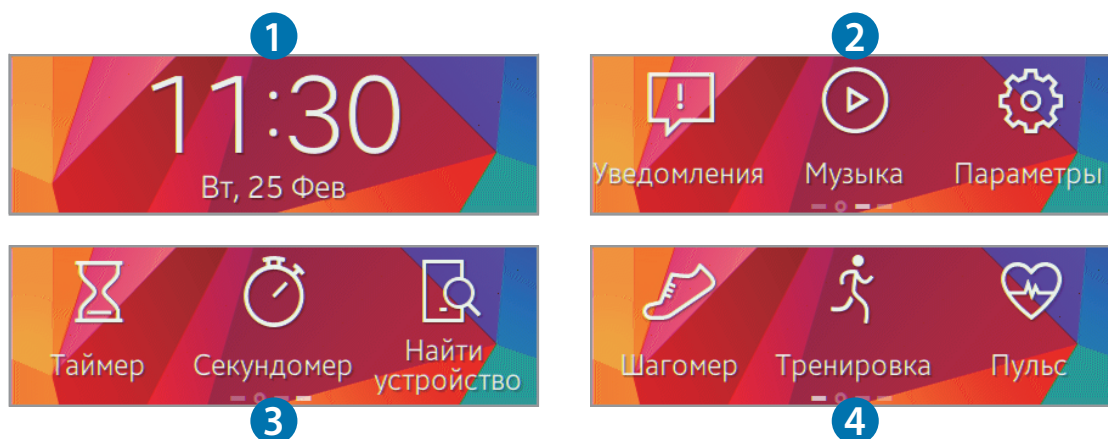 1
11:30
Вт, 25 Фев
2
Уведомления Музыка Параметры
Таймер Секундомер Найти устройство
3
Шагомер Тренировка Пульс
4